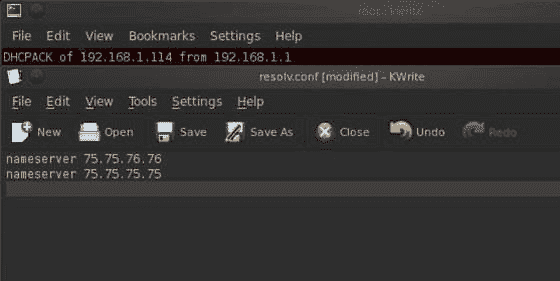 File Edit View Bookmarks Settings Help
DHCPACK of 192.168.1.114 from 192.168.1.1
resolv.conf [modified] – KWrite
File Edit View Tools Settings Help
New Open Save Save As Close Undo Redo
nameserver 75.75.76.76
nameserver 75.75.75.75